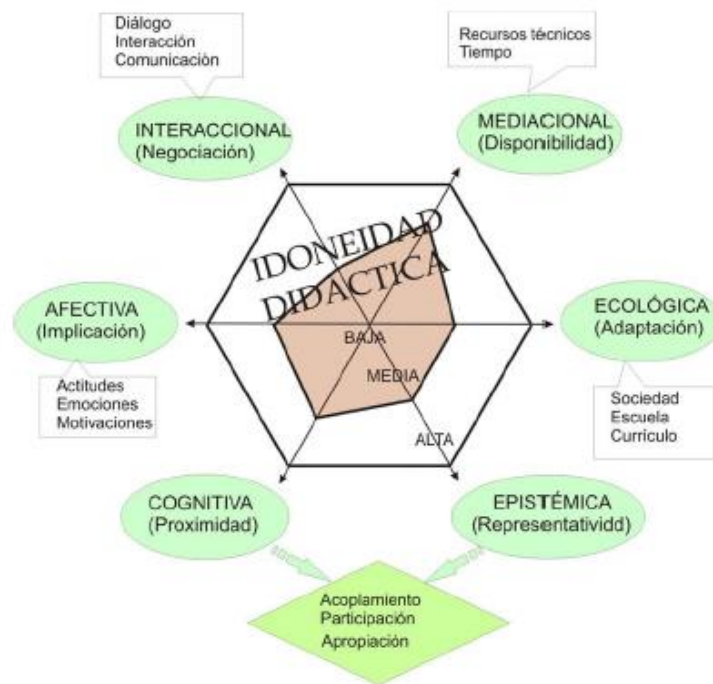 Diálogo
Interacción
Comunicación
Recursos técnicos
Tiempo
INTERACCIONAL
(Negociación)
MEDIACIONAL
(Disponibilidad)
IDONEIDAD
DIDACTICA
AFECTIVA
(Implicación)
ECOLÓGICA
(Adaptación)
BAJA
MEDIA
ALTA
Actitudes
Emociones
Motivaciones
Sociedad
Escuela
Currículo
COGNITIVA
(Proximidad)
EPISTÉMICA
(Representatividd)
Acoplamiento
Participación
Apropiación